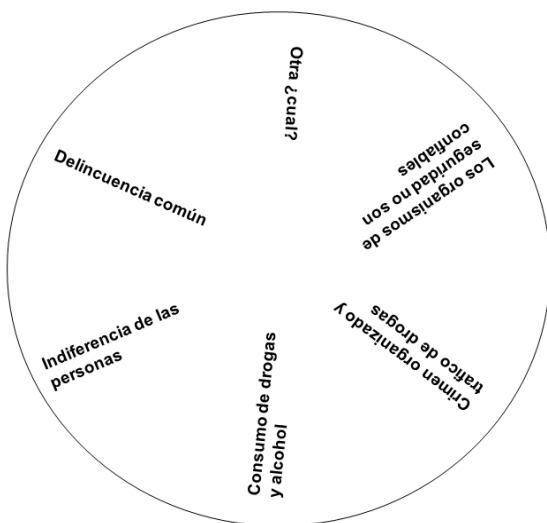 Otra ¿cual?
Los organismos de
seguridad no son
confiables
Crimen organizado y
trafico de drogas
Consumo de drogas
y alcohol
Indiferencia de las
personas
Delincuencia común